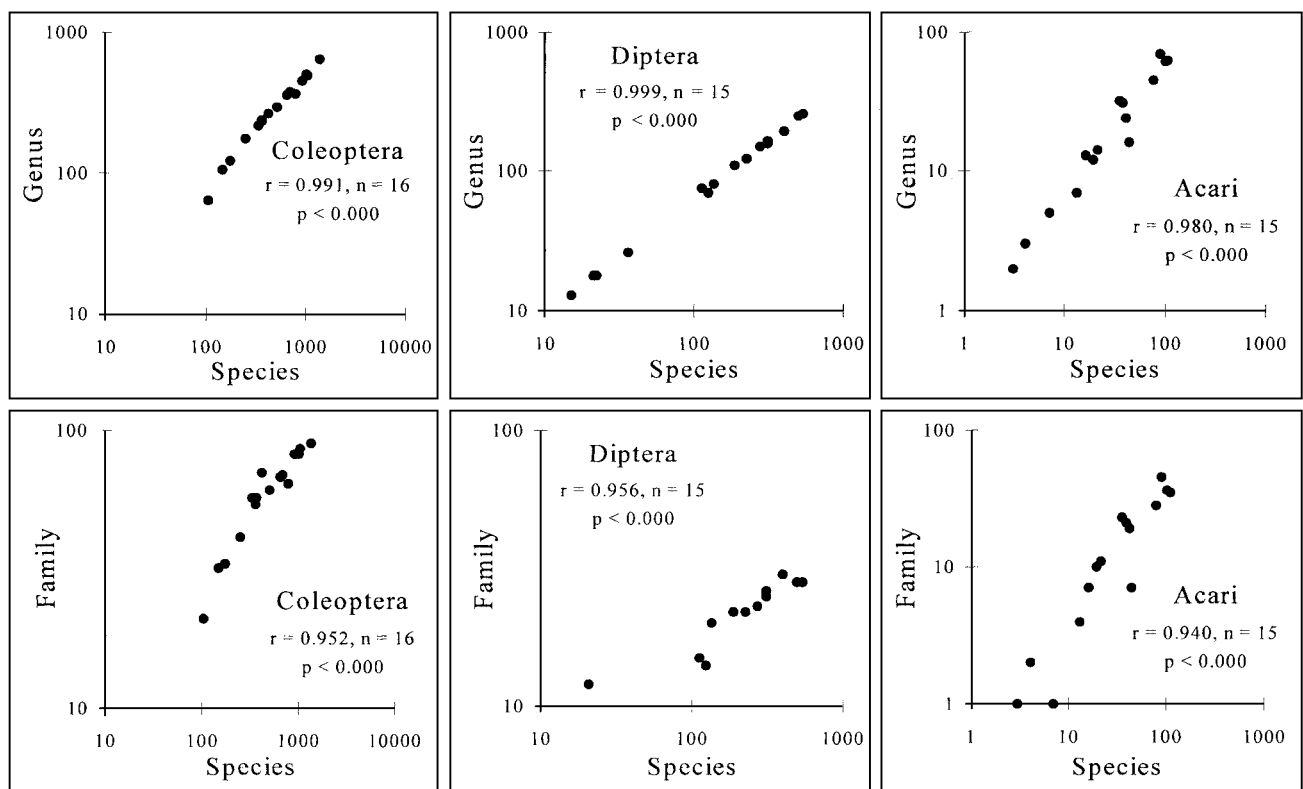 1000
100
10
Genus
Coleoptera
r = 0.991, n = 16
p < 0.000
10 100 1000 10000
Species
1000
100
10
Genus
Diptera
r = 0.999, n = 15
p < 0.000
10 100 1000
Species
100
10
1
Genus
Acari
r = 0.980, n = 15
p < 0.000
1 10 100 1000
Species
100
10
Family
Coleoptera
r = 0.952, n = 16
p < 0.000
10 100 1000 10000
Species
100
10
Family
Diptera
r = 0.956, n = 15
p < 0.000
10 100 1000
Species
100
10
1
Family
Acari
r = 0.940, n = 15
p < 0.000
1 10 100 1000
Species